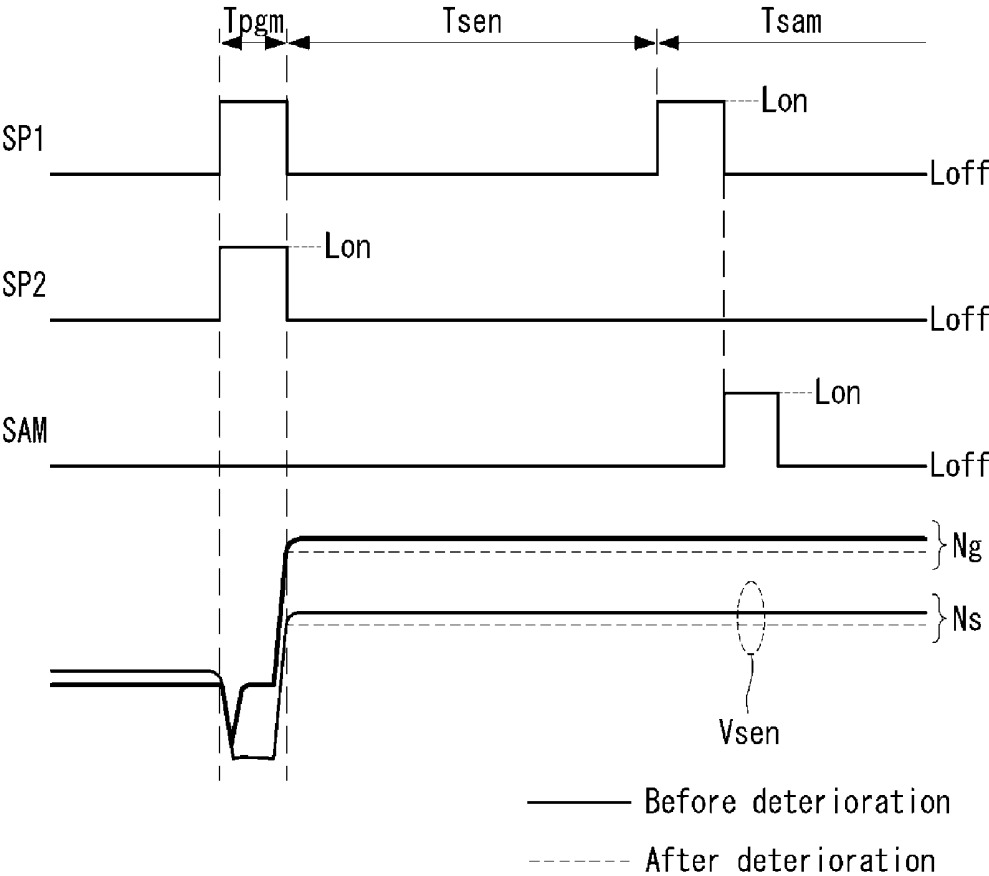 Tpgm Tsen Tsam
SP1
Lon
Loff
SP2
Lon
Loff
SAM
Lon
Loff
Ng
Ns
Vsen
Before deterioration
After deterioration